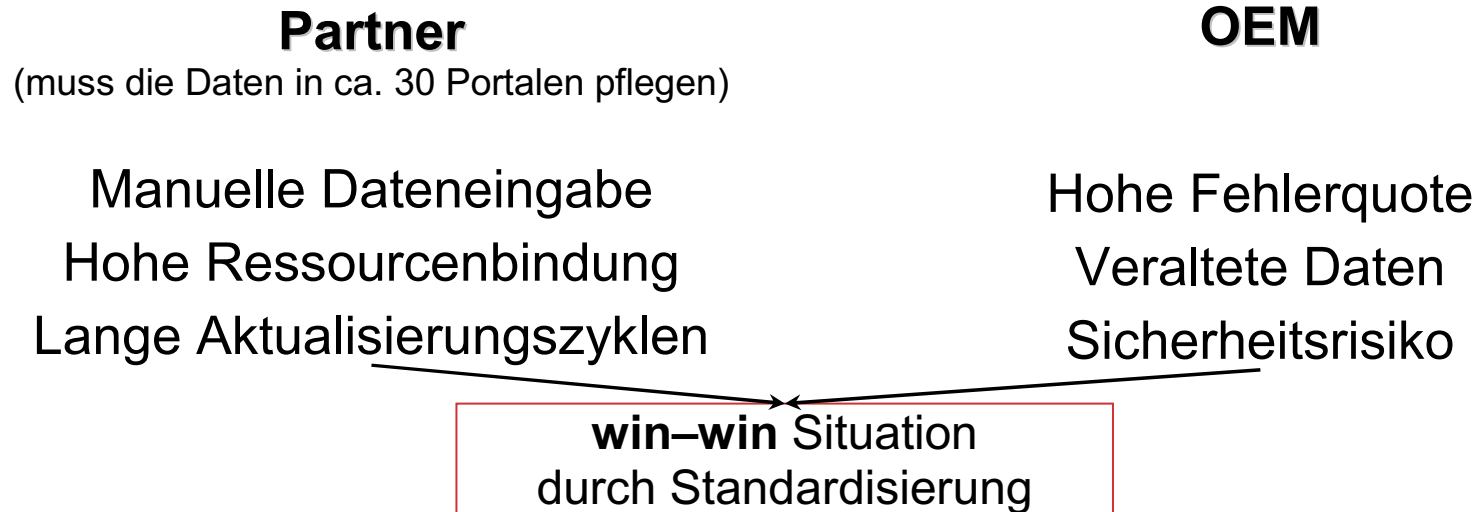 Partner
(muss die Daten in ca. 30 Portalen pflegen)
Manuelle Dateneingabe
Hohe Ressourcenbindung
Lange Aktualisierungszyklen
OEM
Hohe Fehlerquote
Veraltete Daten
Sicherheitsrisiko
win–win Situation
durch Standardisierung